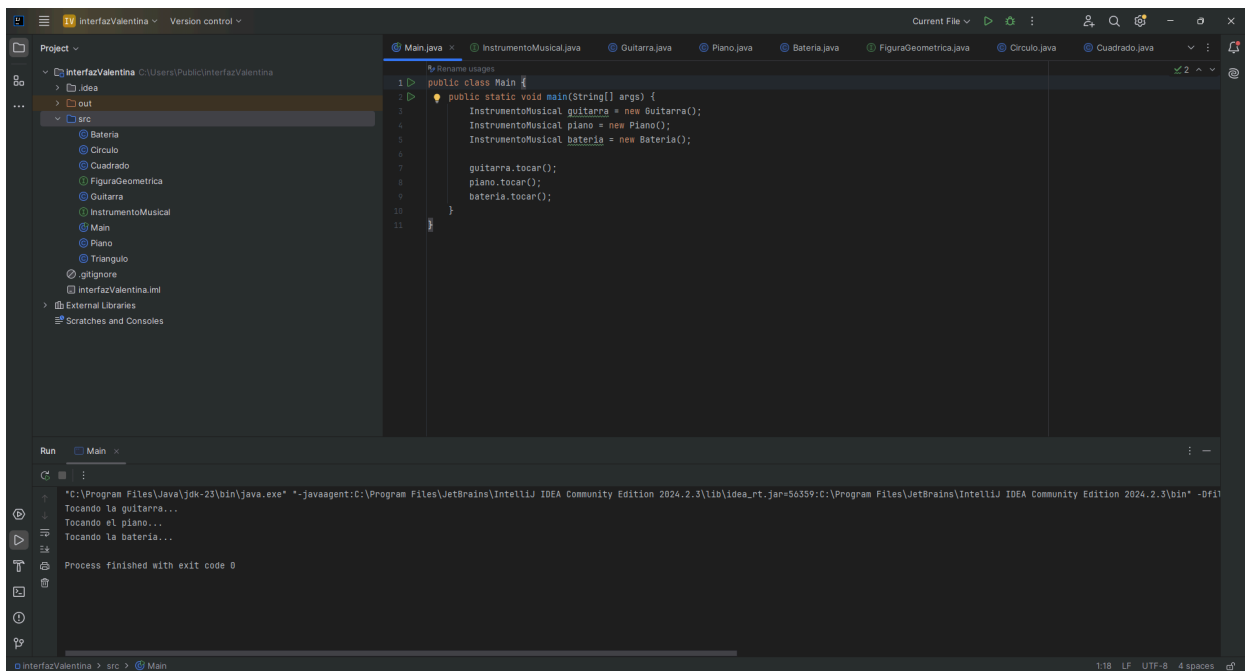 IV interfazValentina Version control Current File
Project
Main.java InstrumentoMusical.java Guitarra.java Piano.java Bateria.java FiguraGeometrica.java Circulo.java Cuadrado.java
interfazValentina C:\Users\Public\interfazValentina
.idea
out
src
Bateria
Circulo
Cuadrado
FiguraGeometrica
Guitarra
InstrumentoMusical
Main
Piano
Triangulo
.gitignore
interfazValentina.iml
External Libraries
Scratches and Consoles
Rename usages
2
1 public class Main {
2 public static void main(String[] args) {
3 InstrumentoMusical guitarra = new Guitarra();
4 InstrumentoMusical piano = new Piano();
5 InstrumentoMusical bateria = new Bateria();
6
7 guitarra.tocar();
8 piano.tocar();
9 bateria.tocar();
10 }
11 }
Run Main
"C:\Program Files\Java\jdk-23\bin\java.exe" "-javaagent:C:\Program Files\JetBrains\IntelliJ IDEA Community Edition 2024.2.3\lib\idea_rt.jar=56359:C:\Program Files\JetBrains\IntelliJ IDEA Community Edition 2024.2.3\bin" -Dfil
Tocando la guitarra...
Tocando el piano...
Tocando la bateria...
Process finished with exit code 0
interfazValentina > src > Main 1:18 LF UTF-8 4 spaces